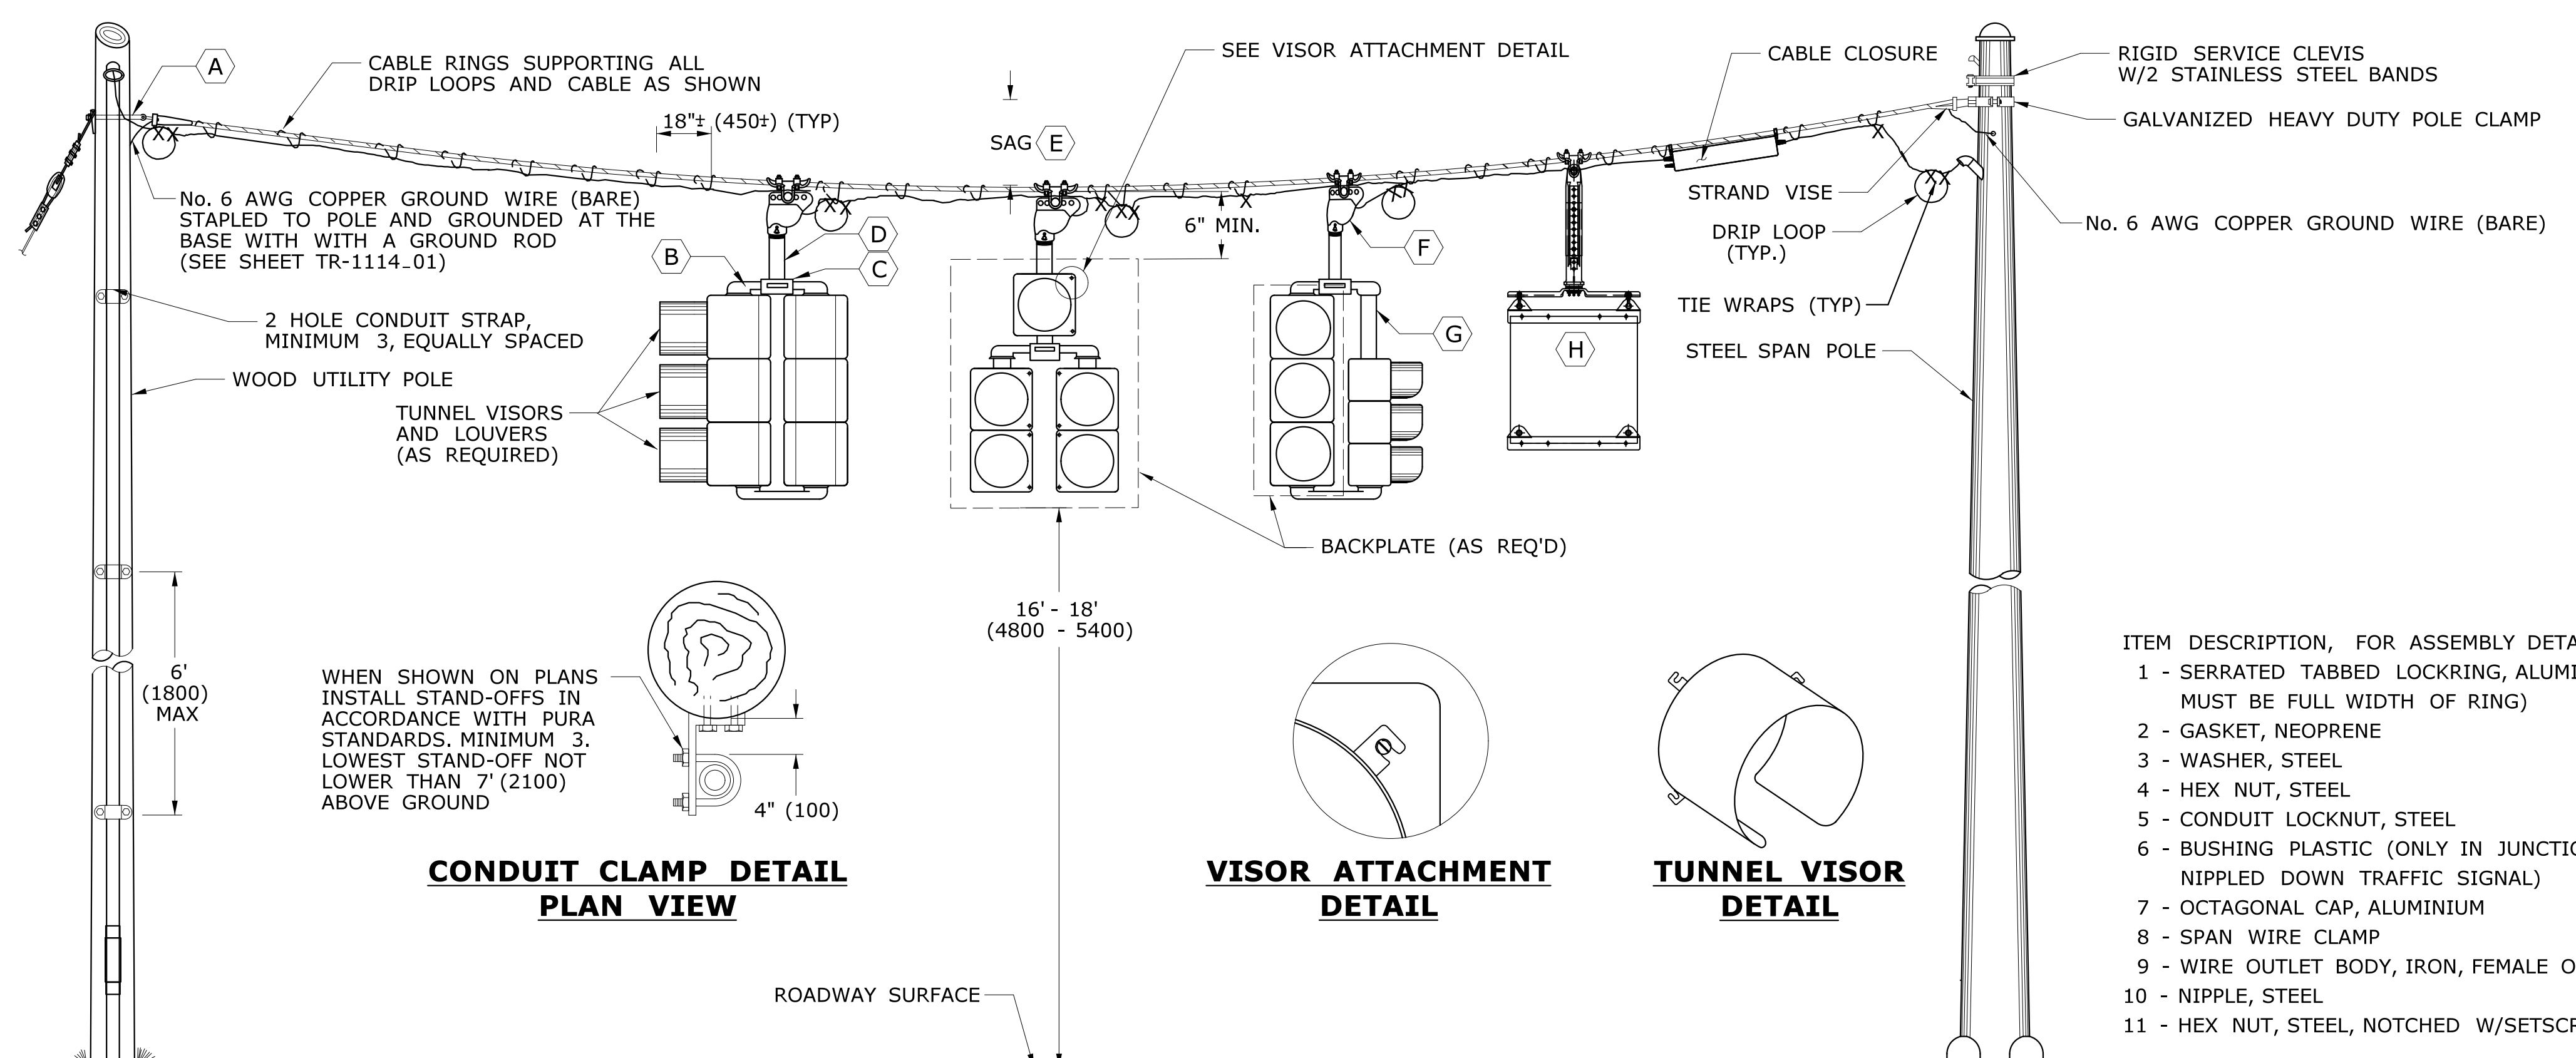 A
CABLE RINGS SUPPORTING ALL
DRIP LOOPS AND CABLE AS SHOWN
SEE VISOR ATTACHMENT DETAIL
CABLE CLOSURE
RIGID SERVICE CLEVIS
W/2 STAINLESS STEEL BANDS
GALVANIZED HEAVY DUTY POLE CLAMP
18"± (450±) (TYP)
SAG E
No. 6 AWG COPPER GROUND WIRE (BARE)
STAPLED TO POLE AND GROUNDED AT THE
BASE WITH WITH A GROUND ROD
(SEE SHEET TR-1114_01)
6" MIN.
STRAND VISE
DRIP LOOP
(TYP.)
No. 6 AWG COPPER GROUND WIRE (BARE)
D
B
C
F
TIE WRAPS (TYP)
2 HOLE CONDUIT STRAP,
MINIMUM 3, EQUALLY SPACED
G
H
STEEL SPAN POLE
WOOD UTILITY POLE
TUNNEL VISORS
AND LOUVERS
(AS REQUIRED)
BACKPLATE (AS REQ'D)
16' - 18'
(4800 - 5400)
6'
(1800)
MAX
WHEN SHOWN ON PLANS
INSTALL STAND-OFFS IN
ACCORDANCE WITH PURA
STANDARDS. MINIMUM 3.
LOWEST STAND-OFF NOT
LOWER THAN 7' (2100)
ABOVE GROUND
4" (100)
CONDUIT CLAMP DETAIL
PLAN VIEW
VISOR ATTACHMENT
DETAIL
TUNNEL VISOR
DETAIL
ROADWAY SURFACE
ITEM DESCRIPTION, FOR ASSEMBLY
1 - SERRATED TABBED LOCKRING,
MUST BE FULL WIDTH OF RING)
2 - GASKET, NEOPRENE
3 - WASHER, STEEL
4 - HEX NUT, STEEL
5 - CONDUIT LOCKNUT, STEEL
6 - BUSHING PLASTIC (ONLY IN
NIPPLED DOWN TRAFFIC SIGNAL)
7 - OCTAGONAL CAP, ALUMINIUM
8 - SPAN WIRE CLAMP
9 - WIRE OUTLET BODY, IRON, FEMALE
10 - NIPPLE, STEEL
11 - HEX NUT, STEEL, NOTCHED